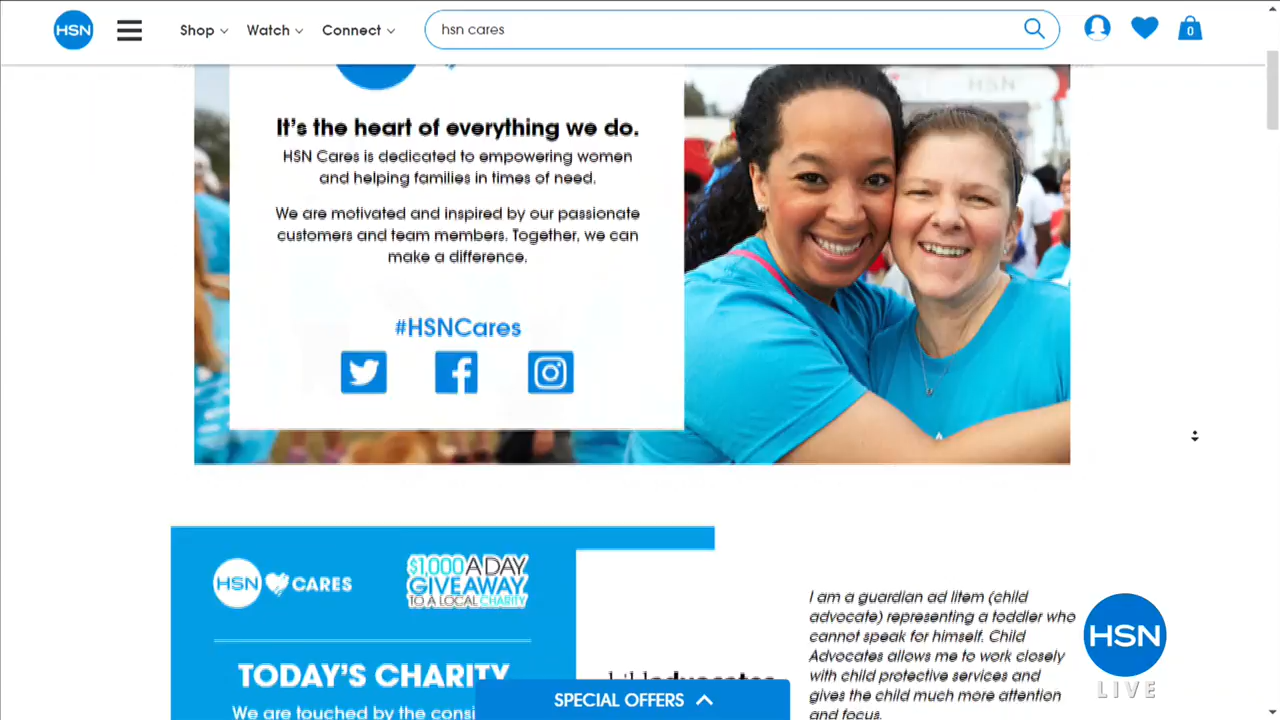 HSN
Shop
Watch
Connect
hsn cares
0
HSN
It's the heart of everything we do.
HSN Cares is dedicated to empowering women
and helping families in times of need.
We are motivated and inspired by our passionate
customers and team members. Together, we can
make a difference.
#HSNCares
HSN CARES
$1,000 A DAY
GIVEAWAY
TO A LOCAL CHARITY
TODAY'S CHARITY
We are touched by the consi
I am a guardian ad litem (child
advocate) representing a toddler who
cannot speak for himself. Child
Advocates allows me to work closely
with child protective services and
gives the child much more attention
and focus.
SPECIAL OFFERS
HSN
LIVE